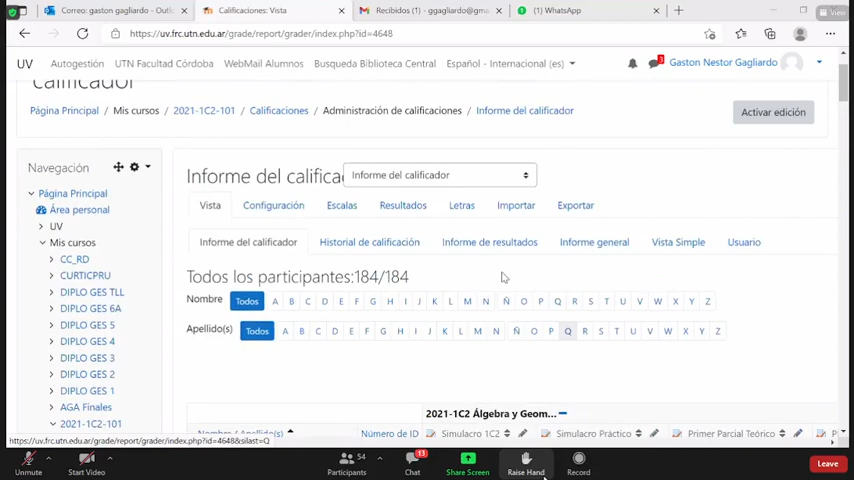 Correo: gaston gagliardo - Outlo
Calificaciones: Vista
Recibidos (1) - ggagliardo@gma
(1) WhatsApp
View
https://uv.frc.utn.edu.ar/grade/report/grader/index.php?id=4648
UV Autogestión UTN Facultad Córdoba WebMail Alumnos Busqueda Biblioteca Central Español - Internacional (es) 3 Gaston Nestor Gagliardo
calificador
Página Principal / Mis cursos / 2021-1C2-101 / Calificaciones / Administración de calificaciones / Informe del calificador
Activar edición
Navegación
Página Principal
Área personal
UV
Mis cursos
CC_RD
CURTICPRU
DIPLO GES TLL
DIPLO GES 6A
DIPLO GES 5
DIPLO GES 4
DIPLO GES 3
DIPLO GES 2
DIPLO GES 1
AGA Finales
2021-1C2-101
Informe del califica
Informe del calificador
Vista Configuración Escalas Resultados Letras Importar Exportar
Informe del calificador Historial de calificación Informe de resultados Informe general Vista Simple Usuario
Todos los participantes:184/184
Nombre Todos A B C D E F G H I J K L M N Ñ O P Q R S T U V W X Y Z
Apellido(s) Todos A B C D E F G H I J K L M N Ñ O P Q R S T U V W X Y Z
2021-1C2 Álgebra y Geom...
Nombre / Apellido(s) Número de ID Simulacro 1C2 Simulacro Práctico Primer Parcial Teórico
https://uv.frc.utn.edu.ar/grade/report/grader/index.php?id=4648&silast=Q
Unmute
Start Video
54
Participants
13
Chat
Share Screen
Raise Hand
Record
Leave